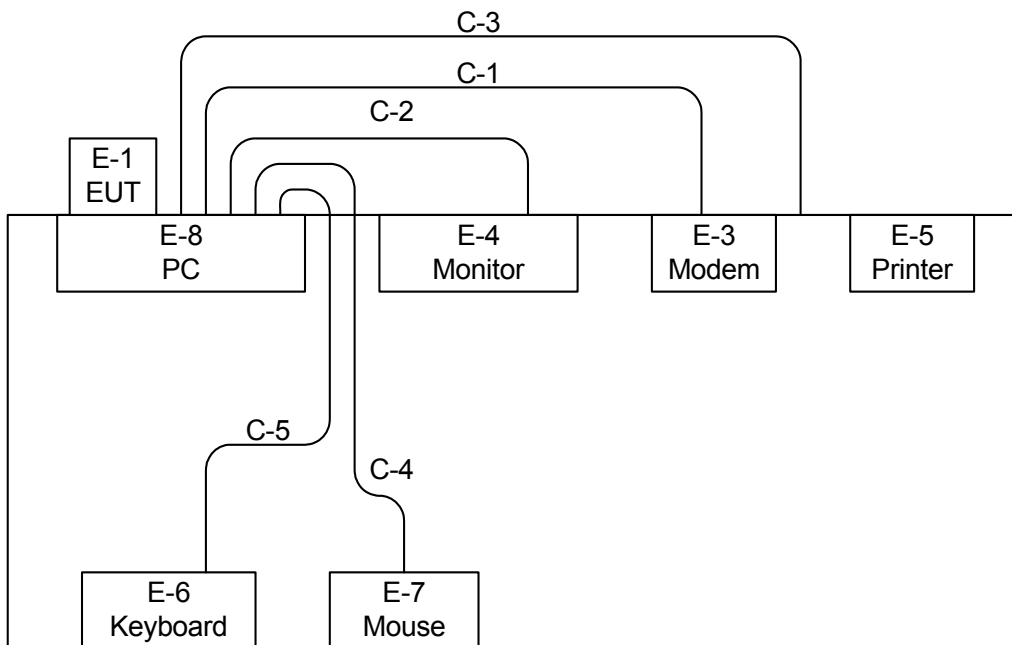 C-3
C-1
C-2
E-1
EUT
E-8
PC
E-4
Monitor
E-3
Modem
E-5
Printer
C-5
C-4
E-6
Keyboard
E-7
Mouse